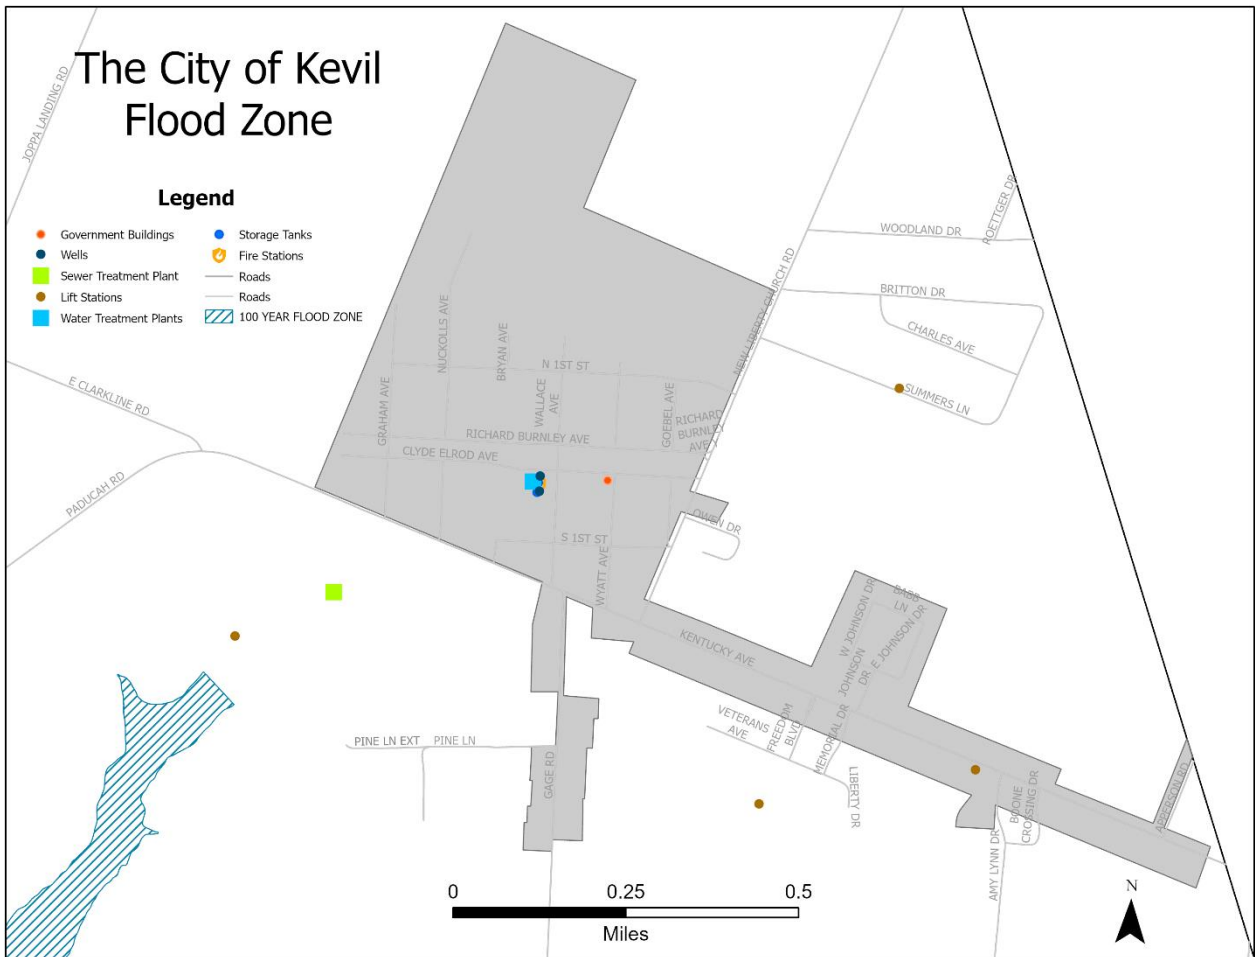 The City of Kevil
Flood Zone
Legend
Government Buildings
Wells
Sewer Treatment Plant
Lift Stations
Water Treatment Plants
Storage Tanks
Fire Stations
Roads
Roads
100 YEAR FLOOD ZONE
JOPPA LANDING RD
E CLARKLINE RD
PADUCAH RD
GRAHAM AVE
NUCKOLLS AVE
BRYAN AVE
WALLACE
AVE
N 1ST ST
GOEBEL AVE
RICHARD
BURNLEY
AVE Y
RICHARD BURNLEY AVE
CLYDE ELROD AVE
NEW LIBERTY CHURCH RD
WOODLAND DR
ROETTGER DR
BRITTON DR
CHARLES AVE
SUMMERS LN
OWEN DR
S 1ST ST
WYATT AVE
KENTUCKY AVE
W JOHNSON DR
BABB
LN
E JOHNSON DR
JOHNSON
DR
VETERANS
AVE
FREEDOM
BLVD
MEMORIAL DR
LIBERTY DR
PINE LN EXT
PINE LN
GAGE RD
BOONE
CROSSING DR
AMY LYNN DR
APPERSON RD
0
0.25
0.5
Miles
N